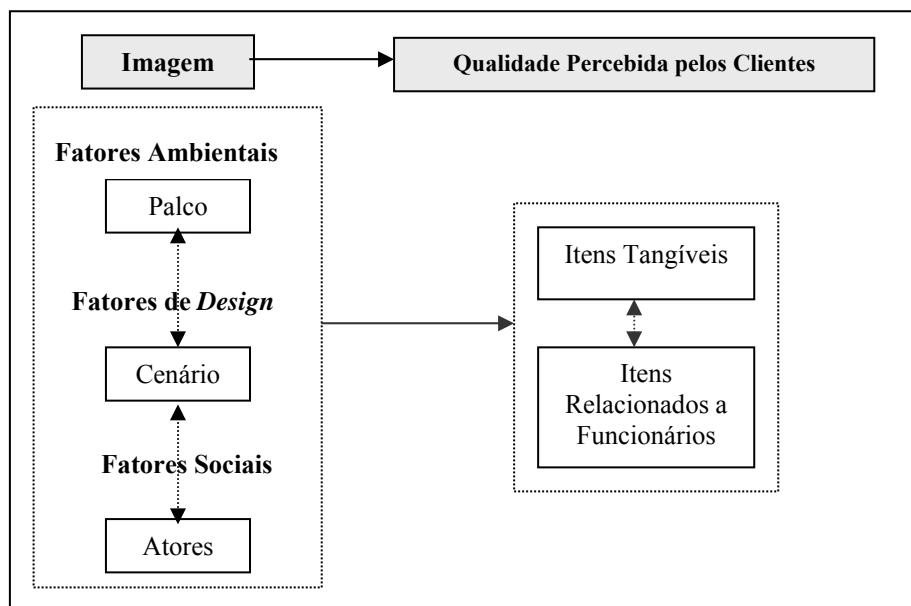 Imagem
Qualidade Percebida pelos Clientes
Fatores Ambientais
Palco
Fatores de Design
Cenário
Fatores Sociais
Atores
Itens Tangíveis
Itens
Relacionados a
Funcionários